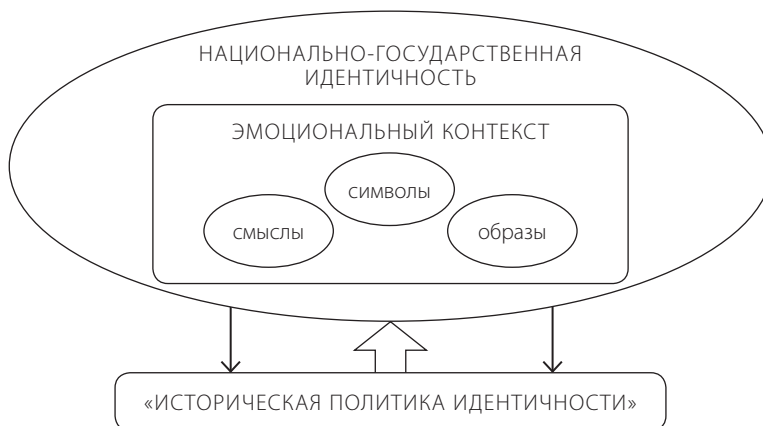 НАЦИОНАЛЬНО-ГОСУДАРСТВЕННАЯ
ИДЕНТИЧНОСТЬ
ЭМОЦИОНАЛЬНЫЙ КОНТЕКСТ
символы
смыслы
образы
«ИСТОРИЧЕСКАЯ ПОЛИТИКА ИДЕНТИЧНОСТИ»